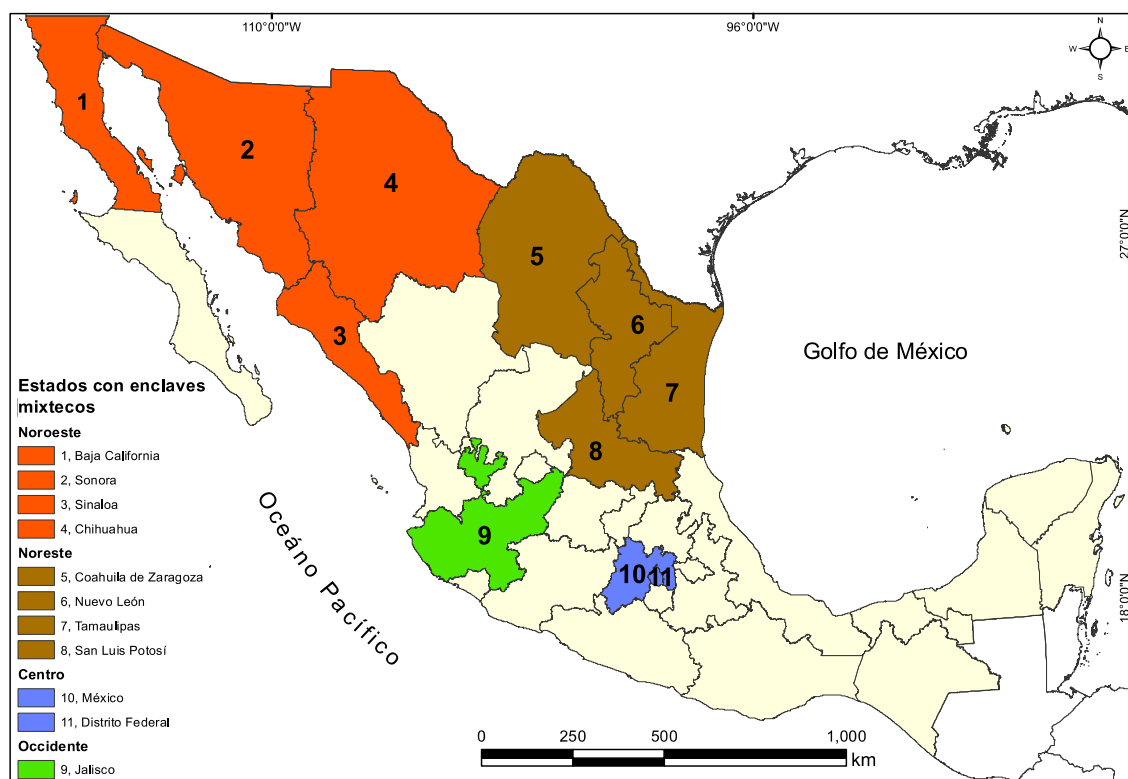 110°0'0"W
96°0'0"W
N
W
E
S
1
2
4
27°0'0"N
5
6
3
Golfo de México
7
8
Estados con enclaves
mixtecos
Noroeste
1, Baja California
2, Sonora
3, Sinaloa
4, Chihuahua
Noreste
5, Coahuila de Zaragoza
6, Nuevo León
7, Tamaulipas
8, San Luis Potosí
Centro
10, México
11, Distrito Federal
Occidente
9, Jalisco
Oceáno Pacífico
9
10
11
18°0'0"N
0
250
500
1,000
km